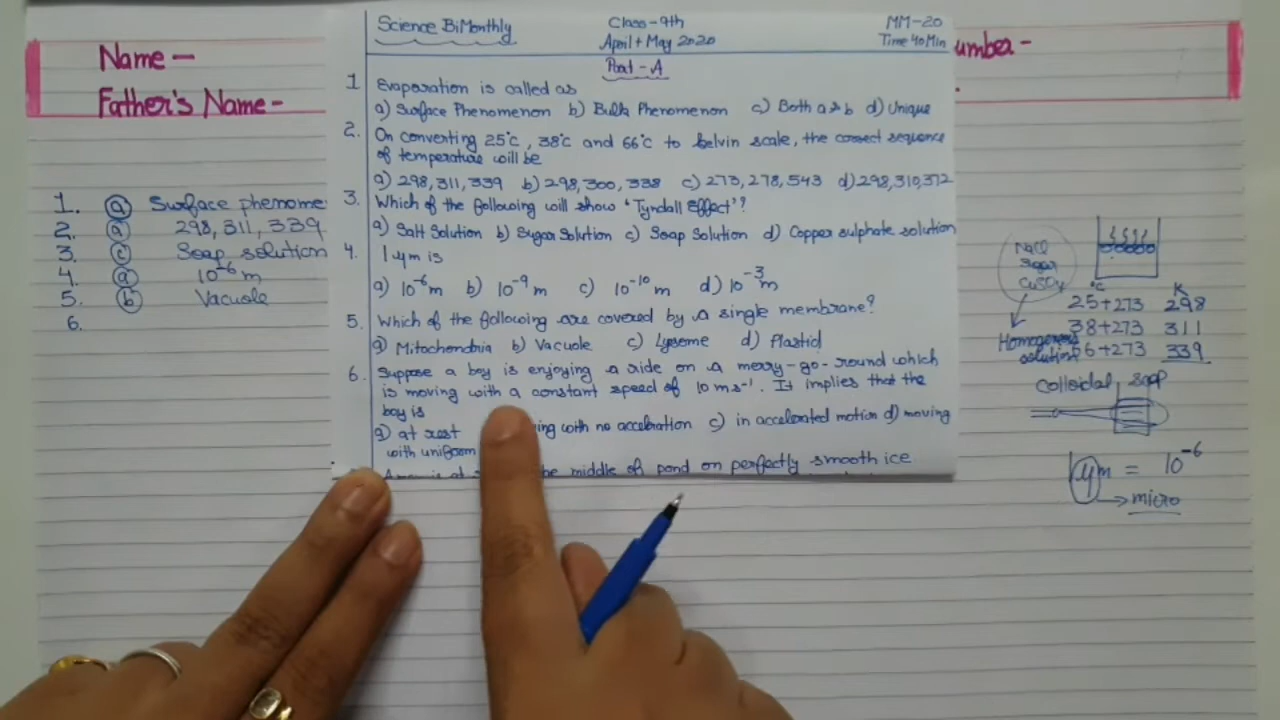 Name —
Father's Name -
umber -
Science BiMonthly
Class - 9th
April + May 2020
MM-20
Time 40 Min
Part - A
1 Evaporation is called as
a) Surface Phenomenon b) Bulk Phenomenon c) Both a & b d) Unique
2. On converting 25°c, 38°c and 66°c to kelvin scale, the correct sequence
of temperature will be
a) 298, 311, 339 b) 298, 300, 338 c) 273, 278, 543 d) 298, 310, 372
3. Which of the following will show 'Tyndall Effect'?
a) Salt Solution b) Sugar Solution c) Soap Solution d) Copper sulphate solution
4. 1 μm is
a) 10⁻⁶m b) 10⁻⁹ m c) 10⁻¹⁰ m d) 10⁻³m
5. Which of the following are covered by a single membrane?
a) Mitochondria b) Vacuole c) Lysosome d) Plastid
6. Suppose a boy is enjoying a ride on a merry-go-round which
is moving with a constant speed of 10 ms⁻¹. It implies that the
boy is
a) at rest ing with no acceleration c) in accelerated motion d) moving
with uniform
the middle of pond on perfectly smooth ice
1. a Surface phenome
2. a 298, 311, 339
3. c Soap solution
4. a 10⁻⁶ m
5. b Vacuole
6.
NaCl
Sugar
CuSO₄
Homogeneous
solution
°c K
25+273 298
38+273 311
66+273 339
colloidal soap
1 μm = 10⁻⁶
micro